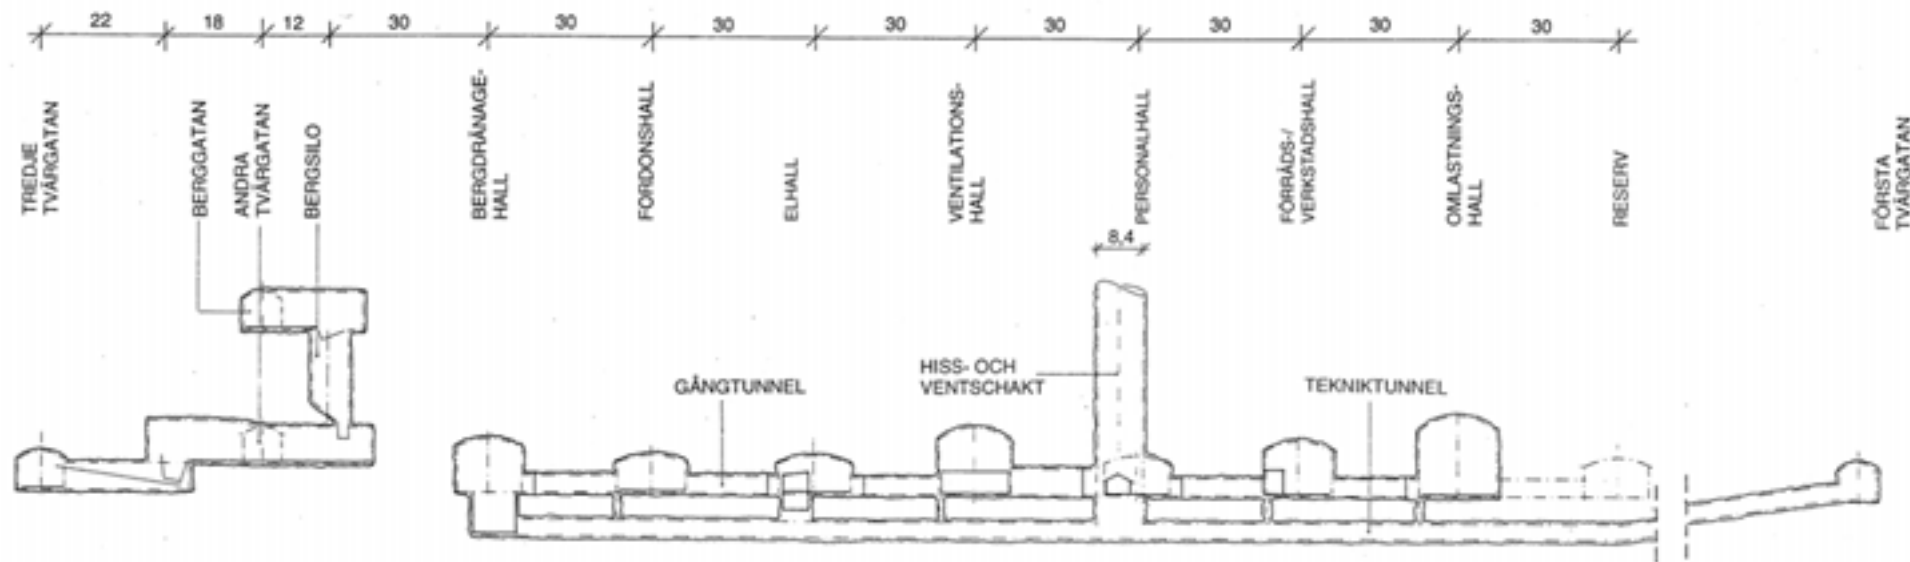 22 18 12 30 30 30 30 30 30 30 30
TREDJE
TVÄRGATAN
BERGGATAN
ANDRA
TVÄRGATAN
BERGSILO
BERGDRÄNAGE-
HALL
FORDONSHALL
ELHALL
VENTILATIONS-
HALL
PERSONALHALL
FÖRRÅDS-/
VERKSTADSHALL
OMLASTNINGS-
HALL
RESERV
FÖRSTA
TVÄRGATAN
8,4
GÅNGTUNNEL
HISS- OCH
VENTSCHAKT
TEKNIKTUNNEL